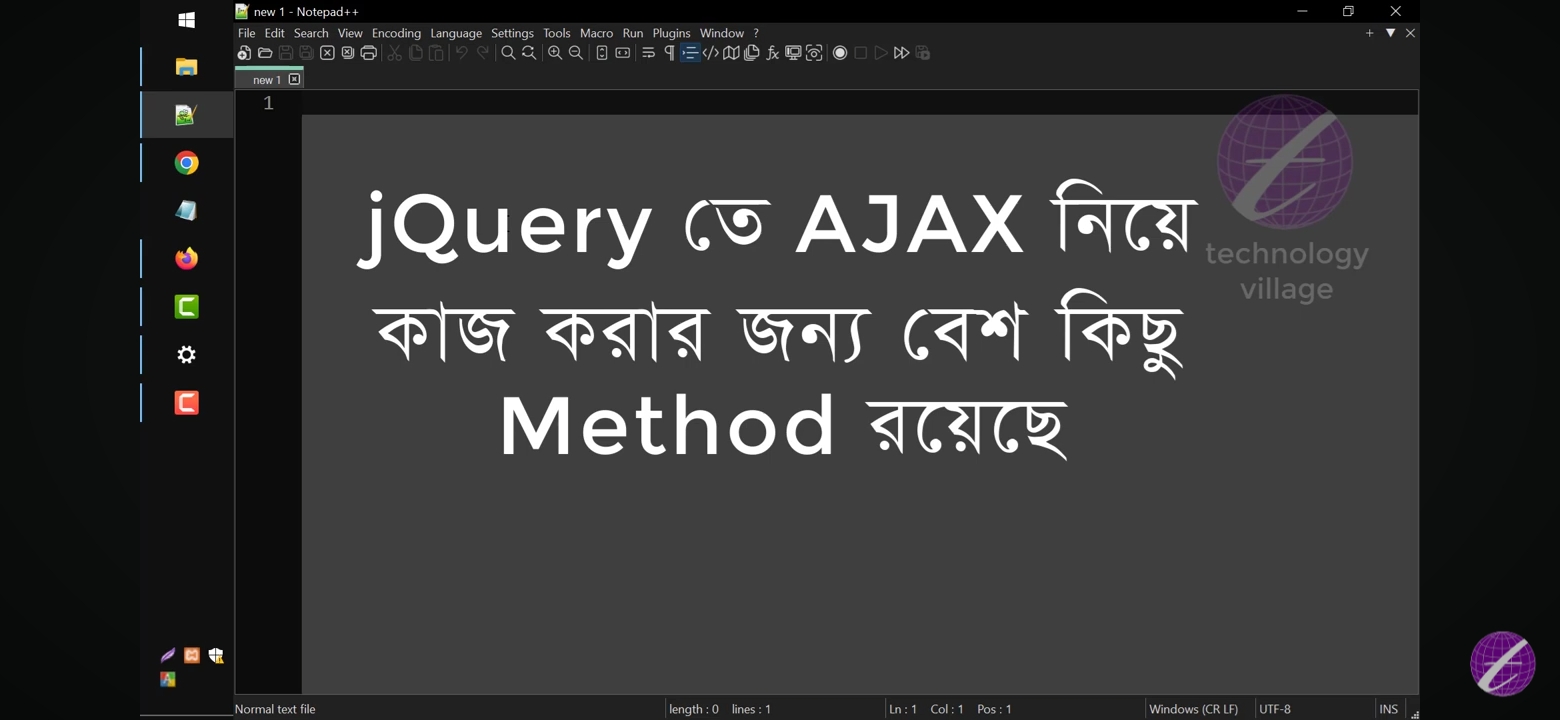 new 1 - Notepad++
File Edit Search View Encoding Language Settings Tools Macro Run Plugins Window ?
new 1
1
jQuery তে AJAX নিয়ে
কাজ করার জন্য বেশ কিছু
Method রয়েছে
technology
village
Normal text file length : 0 lines : 1 Ln : 1 Col : 1 Pos : 1 Windows (CR LF) UTF-8 INS